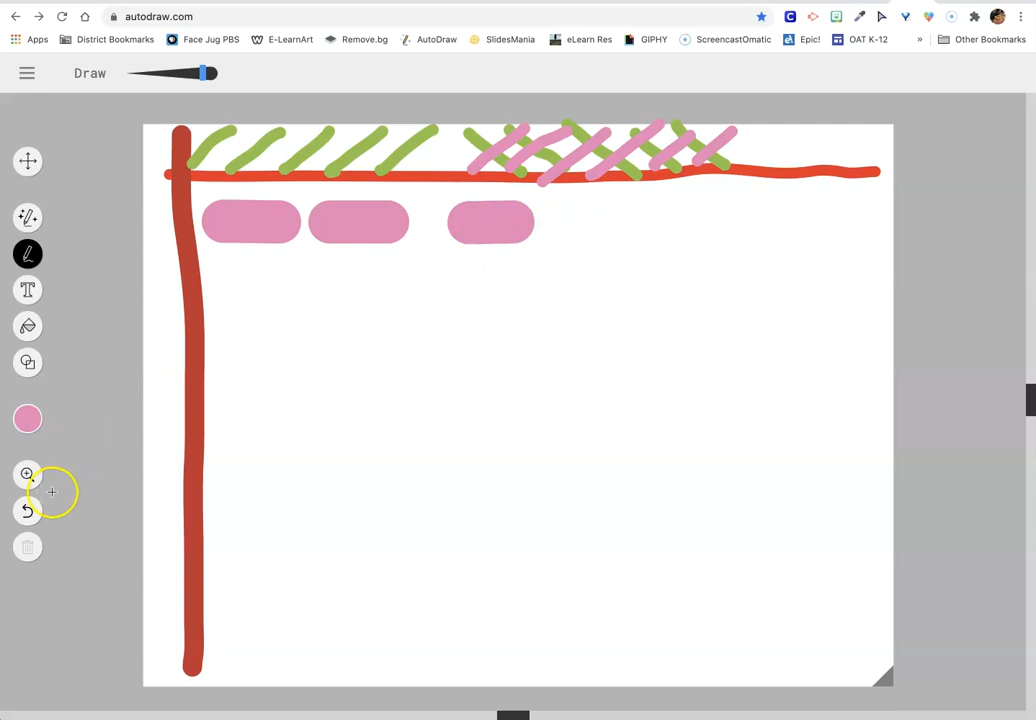 autodraw.com
Apps District Bookmarks Face Jug PBS E-LearnArt Remove.bg AutoDraw SlidesMania eLearn Res GIPHY ScreencastOmatic Epic! OAT K-12 » Other Bookmarks
Draw
T